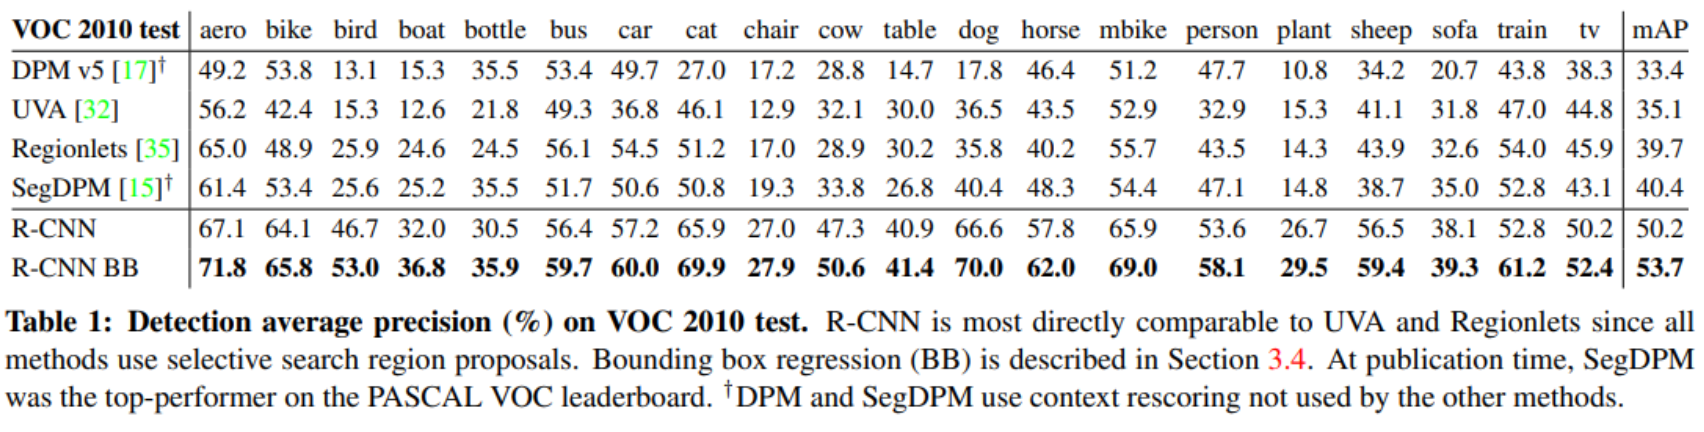 VOC 2010 test aero bike bird boat bottle bus car cat chair cow table dog horse mbike person plant sheep sofa train tv mAP
DPM v5 [17]† 49.2 53.8 13.1 15.3 35.5 53.4 49.7 27.0 17.2 28.8 14.7 17.8 46.4 51.2 47.7 10.8 34.2 20.7 43.8 38.3 33.4
UVA [32] 56.2 42.4 15.3 12.6 21.8 49.3 36.8 46.1 12.9 32.1 30.0 36.5 43.5 52.9 32.9 15.3 41.1 31.8 47.0 44.8 35.1
Regionlets [35] 65.0 48.9 25.9 24.6 24.5 56.1 54.5 51.2 17.0 28.9 30.2 35.8 40.2 55.7 43.5 14.3 43.9 32.6 54.0 45.9 39.7
SegDPM [15]† 61.4 53.4 25.6 25.2 35.5 51.7 50.6 50.8 19.3 33.8 26.8 40.4 48.3 54.4 47.1 14.8 38.7 35.0 52.8 43.1 40.4
R-CNN 67.1 64.1 46.7 32.0 30.5 56.4 57.2 65.9 27.0 47.3 40.9 66.6 57.8 65.9 53.6 26.7 56.5 38.1 52.8 50.2 50.2
R-CNN BB 71.8 65.8 53.0 36.8 35.9 59.7 60.0 69.9 27.9 50.6 41.4 70.0 62.0 69.0 58.1 29.5 59.4 39.3 61.2 52.4 53.7
Table 1: Detection average precision (%) on VOC 2010 test. R-CNN is most directly comparable to UVA and Regionlets since all
methods use selective search region proposals. Bounding box regression (BB) is described in Section 3.4. At publication time, SegDPM
was the top-performer on the PASCAL VOC leaderboard. †DPM and SegDPM use context rescoring not used by the other methods.